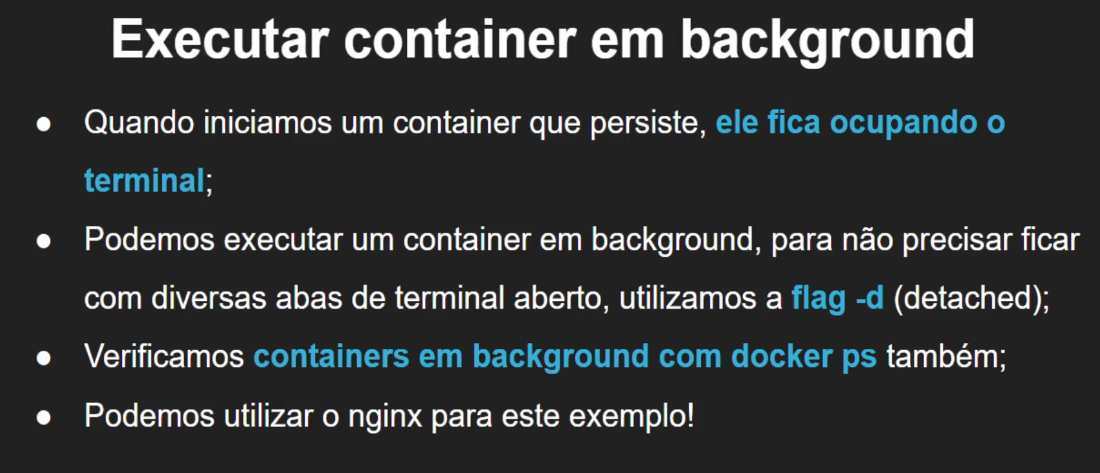 Executar container em background
● Quando iniciamos um container que persiste, ele fica ocupando o
terminal;
● Podemos executar um container em background, para não precisar ficar
com diversas abas de terminal aberto, utilizamos a flag -d (detached);
● Verificamos containers em background com docker ps também;
● Podemos utilizar o nginx para este exemplo!